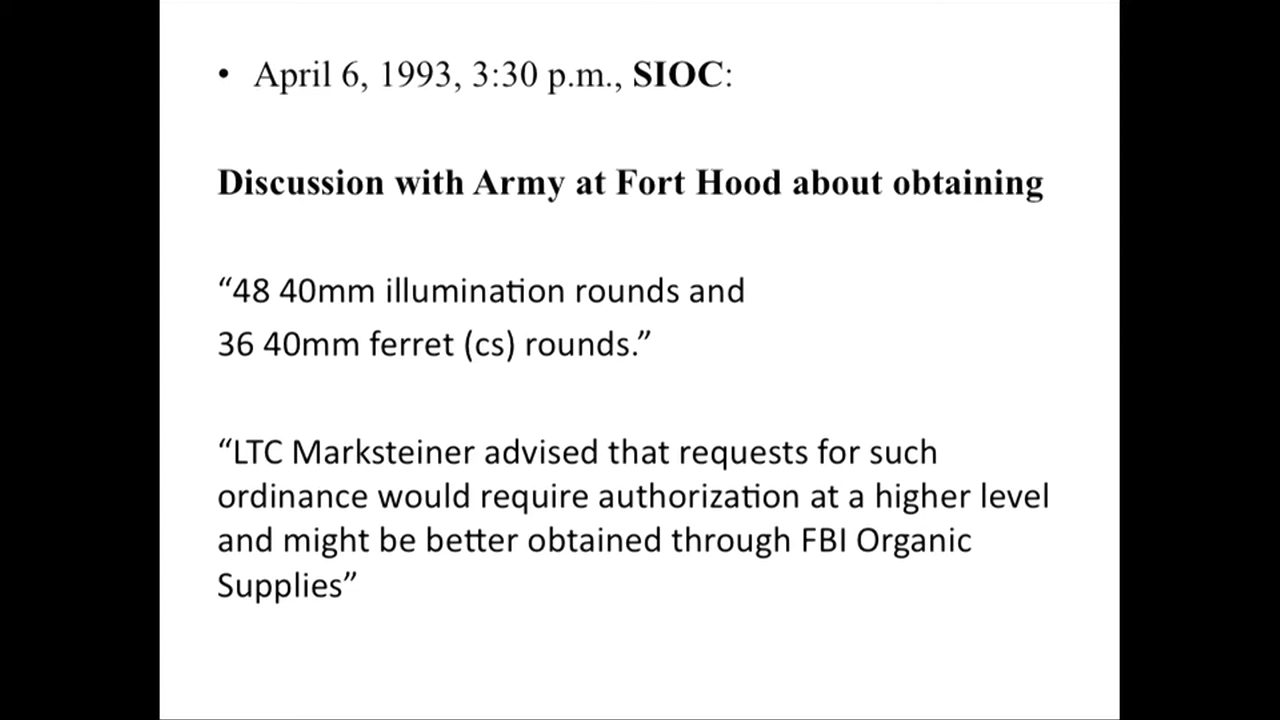 • April 6, 1993, 3:30 p.m., SIOC:
Discussion with Army at Fort Hood about obtaining
“48 40mm illumination rounds and
36 40mm ferret (cs) rounds.”
“LTC Marksteiner advised that requests for such
ordinance would require authorization at a higher level
and might be better obtained through FBI Organic
Supplies”